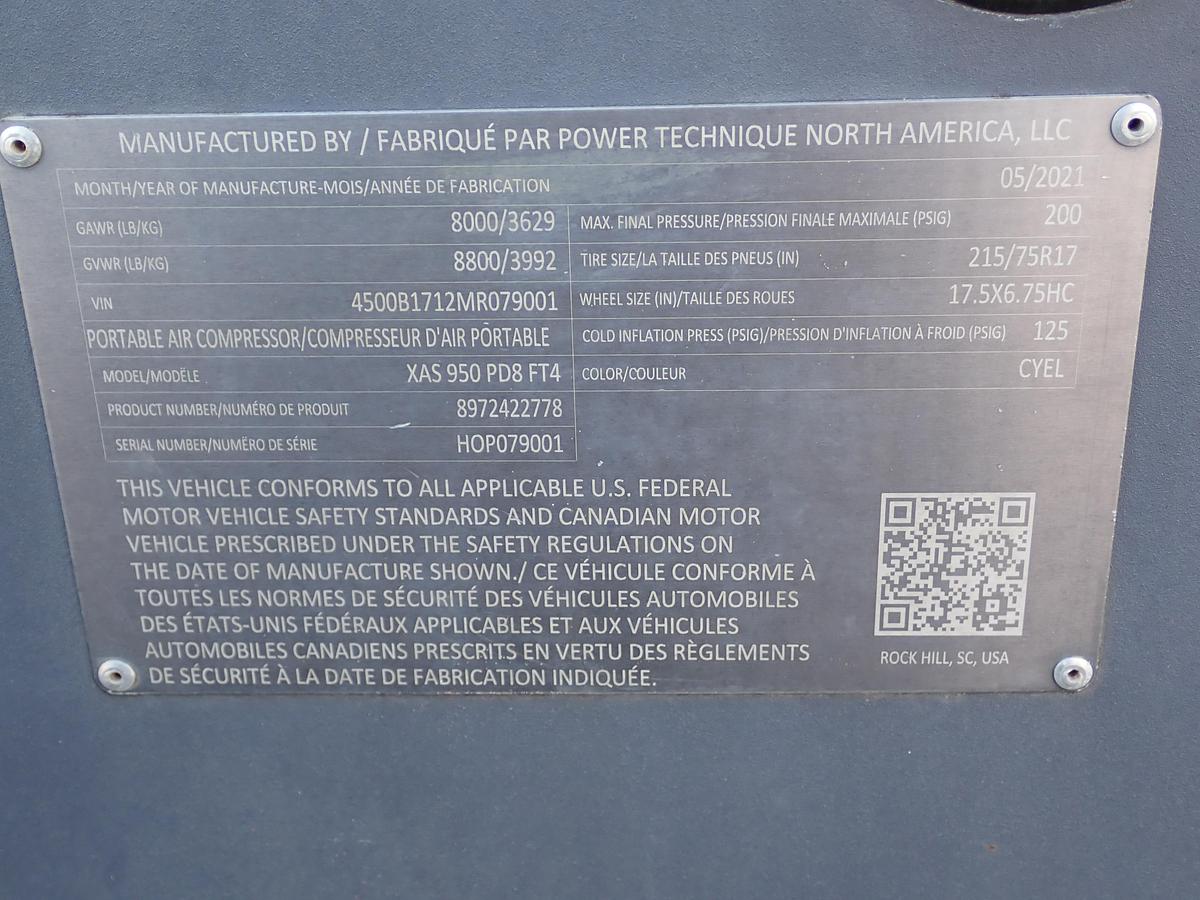 MANUFACTURED BY / FABRIQUÉ PAR POWER TECHNIQUE NORTH AMERICA, LLC
MONTH/YEAR OF MANUFACTURE-MOIS/ANNÉE DE FABRICATION 05/2021
GAWR (LB/KG) 8000/3629 MAX. FINAL PRESSURE/PRESSION FINALE MAXIMALE (PSIG) 200
GVWR (LB/KG) 8800/3992 TIRE SIZE/LA TAILLE DES PNEUS (IN) 215/75R17
VIN 4500B1712MR079001 WHEEL SIZE (IN)/TAILLE DES ROUES 17.5X6.75HC
PORTABLE AIR COMPRESSOR/COMPRESSEUR D'AIR PORTABLE COLD INFLATION PRESS (PSIG)/PRESSION D'INFLATION À FROID (PSIG) 125
MODEL/MODÈLE XAS 950 PD8 FT4 COLOR/COULEUR CYEL
PRODUCT NUMBER/NUMÉRO DE PRODUIT 8972422778
SERIAL NUMBER/NUMËRO DE SÉRIE HOP079001
THIS VEHICLE CONFORMS TO ALL APPLICABLE U.S. FEDERAL
MOTOR VEHICLE SAFETY STANDARDS AND CANADIAN MOTOR
VEHICLE PRESCRIBED UNDER THE SAFETY REGULATIONS ON
THE DATE OF MANUFACTURE SHOWN./ CE VÉHICULE CONFORME À
TOUTES LES NORMES DE SÉCURITÉ DES VÉHICULES AUTOMOBILES
DES ÉTATS-UNIS FÉDÉRAUX APPLICABLES ET AUX VÉHICULES
AUTOMOBILES CANADIENS PRESCRITS EN VERTU DES RÈGLEMENTS
DE SÉCURITÉ À LA DATE DE FABRICATION INDIQUÉE.
ROCK HILL, SC, USA